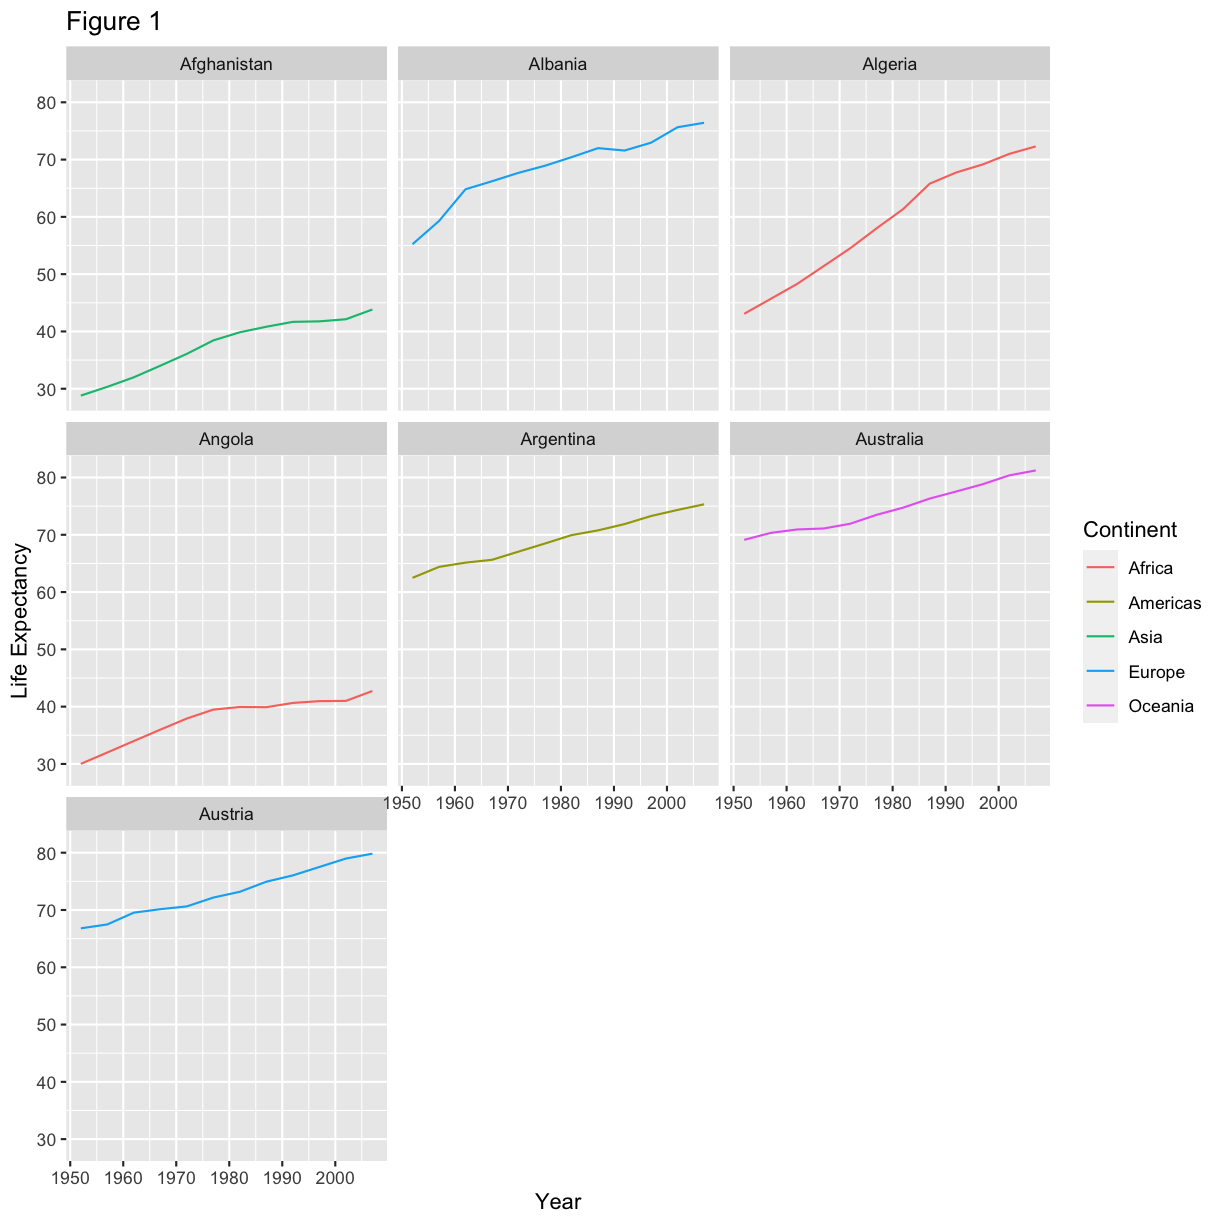 Figure 1
Afghanistan
Albania
Algeria
80
70
60
50
40
30
Angola
Argentina
Australia
80
70
60
50
40
30
1950 1960 1970 1980 1990 2000
1950 1960 1970 1980 1990 2000
Austria
80
70
60
50
40
30
1950 1960 1970 1980 1990 2000
Life Expectancy
Year
Continent
Africa
Americas
Asia
Europe
Oceania